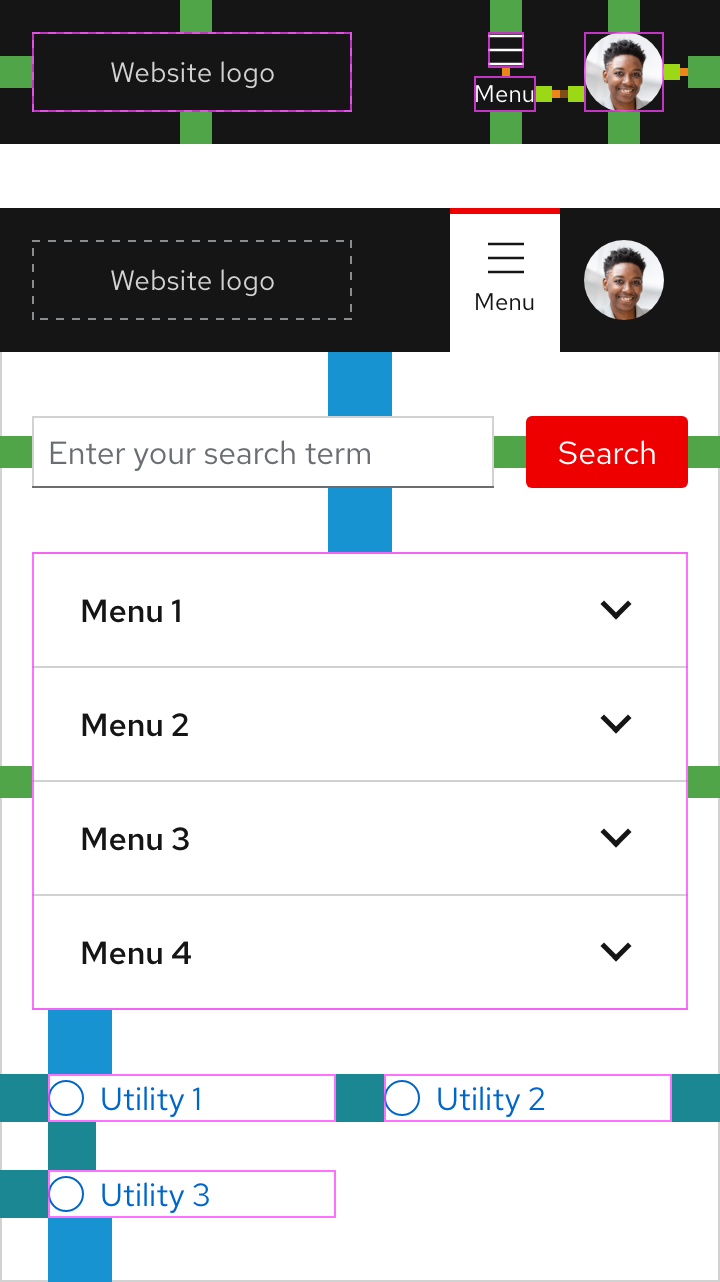 Website logo
Menu
Website logo
Menu
Enter your search term
Search
Menu 1
Menu 2
Menu 3
Menu 4
Utility 1
Utility 2
Utility 3